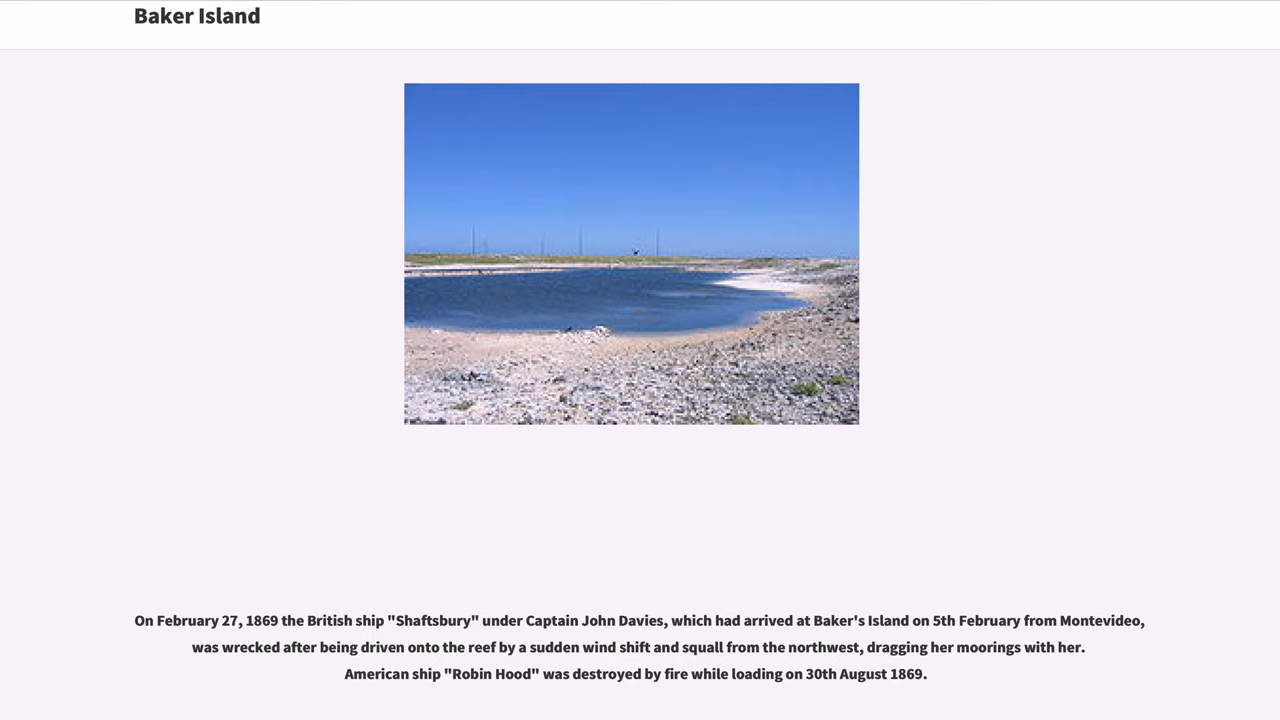 Baker Island
On February 27, 1869 the British ship "Shaftsbury" under Captain John Davies, which had arrived at Baker's Island on 5th February from Montevideo,
was wrecked after being driven onto the reef by a sudden wind shift and squall from the northwest, dragging her moorings with her.
American ship "Robin Hood" was destroyed by fire while loading on 30th August 1869.